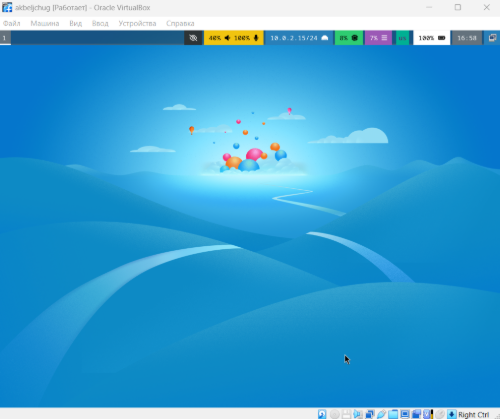 akbeljchug [Работает] - Oracle VirtualBox
Файл Машина Вид Ввод Устройства Справка
1 40% 100% 10.0.2.15/24 8% 7% 100% 16:58
Right Ctrl